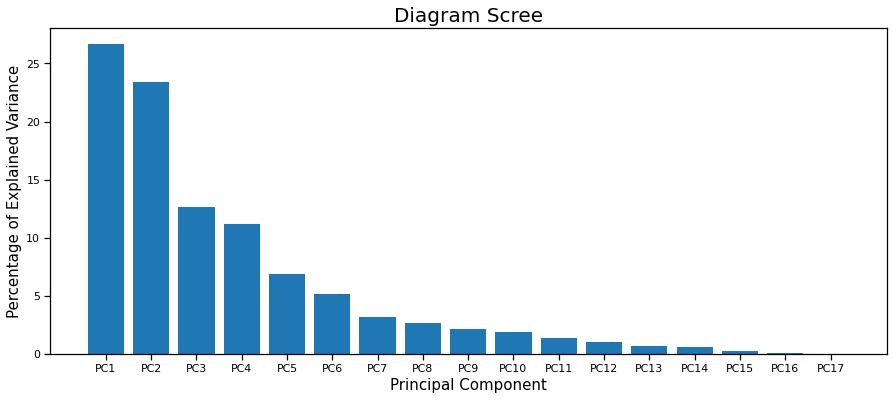 Diagram Scree
Percentage of Explained Variance
25
20
15
10
5
0
PC1 PC2 PC3 PC4 PC5 PC6 PC7 PC8 PC9 PC10 PC11 PC12 PC13 PC14 PC15 PC16 PC17
Principal Component